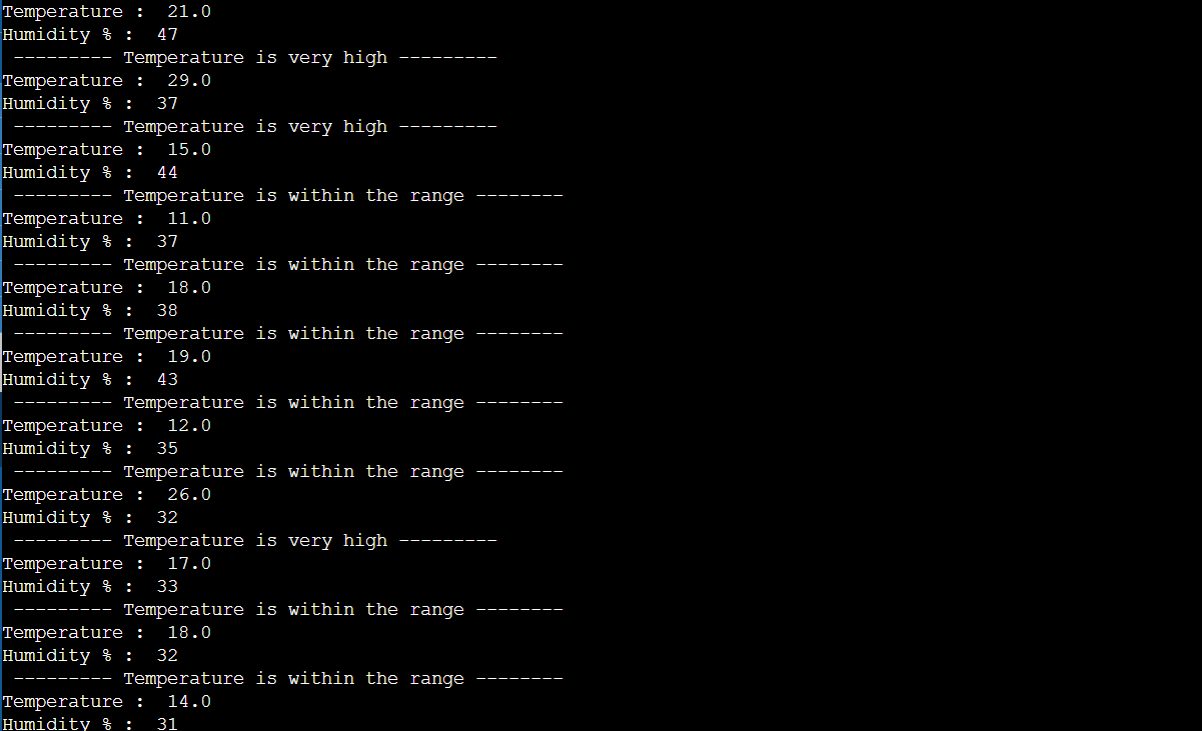 Temperature :  21.0
Humidity % :  47
 --------- Temperature is very high ---------
Temperature :  29.0
Humidity % :  37
 --------- Temperature is very high ---------
Temperature :  15.0
Humidity % :  44
 --------- Temperature is within the range --------
Temperature :  11.0
Humidity % :  37
 --------- Temperature is within the range --------
Temperature :  18.0
Humidity % :  38
 --------- Temperature is within the range --------
Temperature :  19.0
Humidity % :  43
 --------- Temperature is within the range --------
Temperature :  12.0
Humidity % :  35
 --------- Temperature is within the range --------
Temperature :  26.0
Humidity % :  32
 --------- Temperature is very high ---------
Temperature :  17.0
Humidity % :  33
 --------- Temperature is within the range --------
Temperature :  18.0
Humidity % :  32
 --------- Temperature is within the range --------
Temperature :  14.0
Humidity % :  31